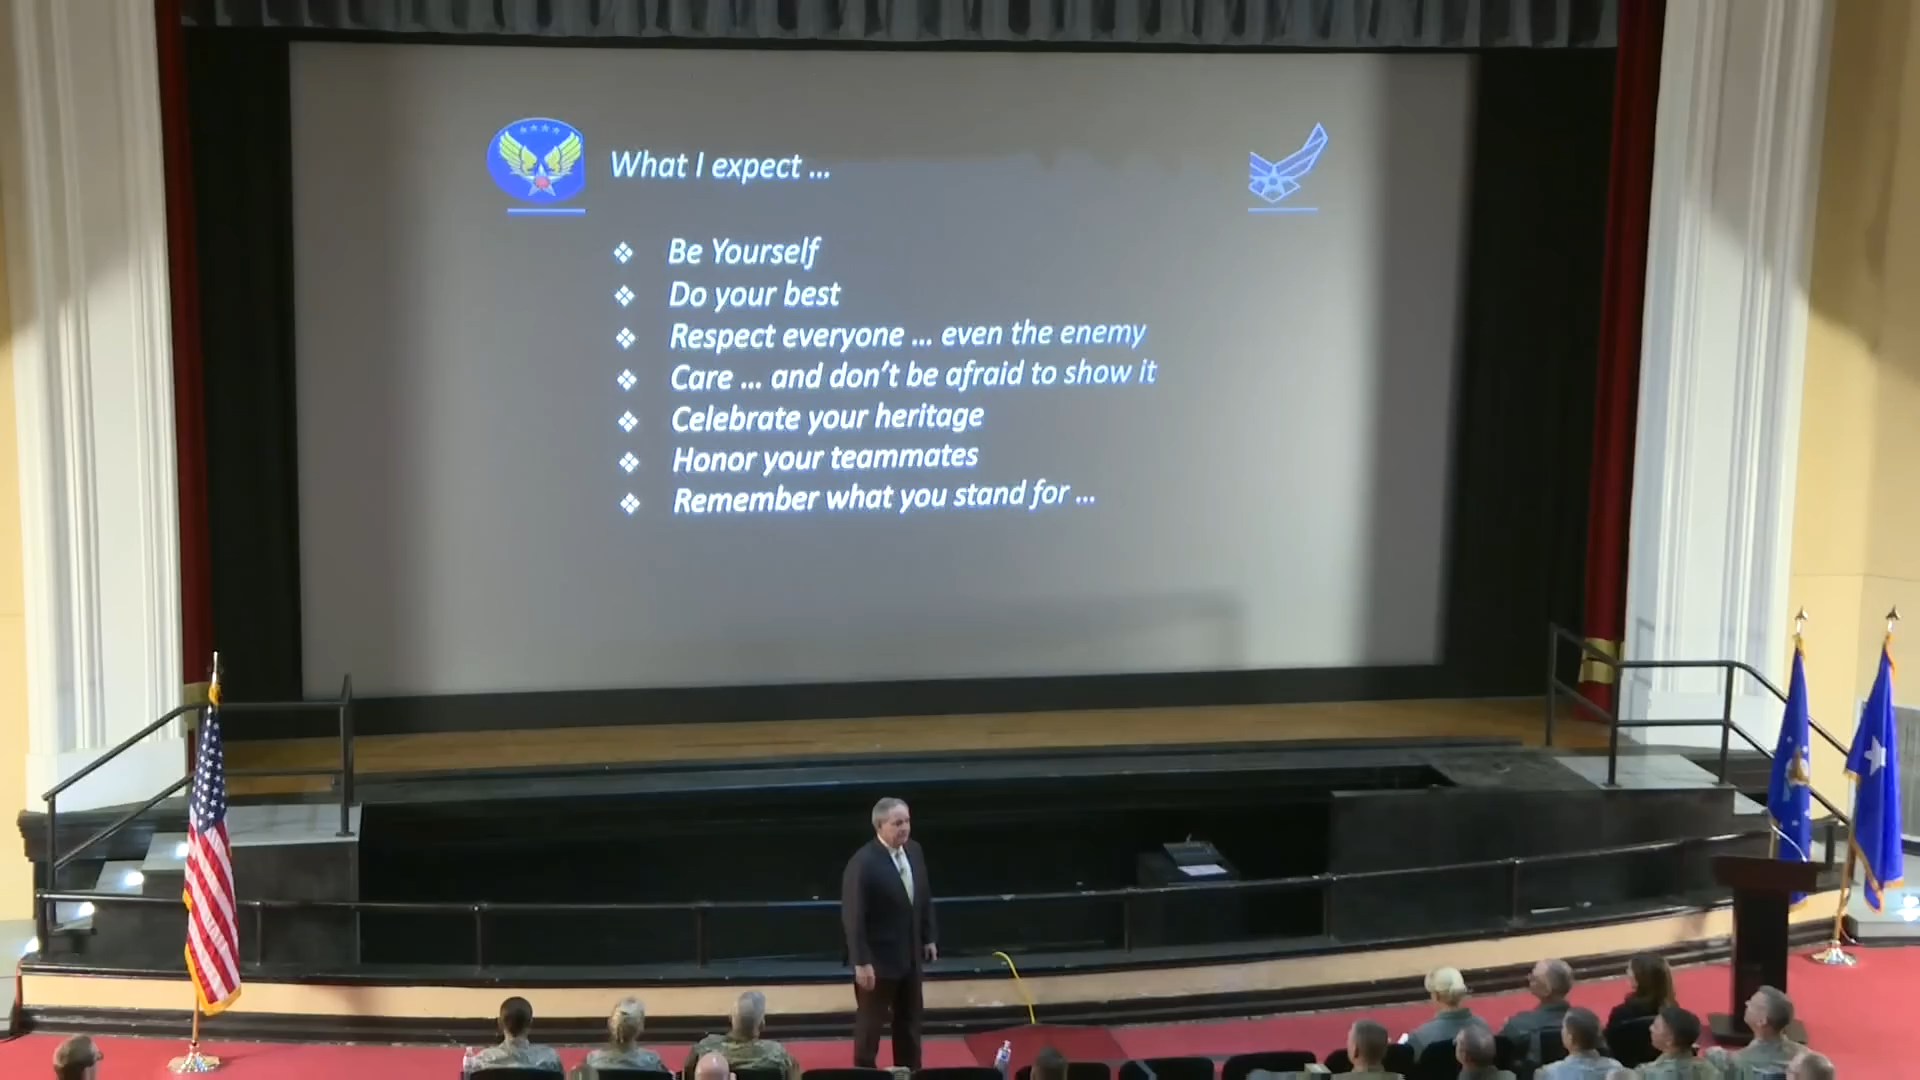 What I expect ...
❖ Be Yourself
❖ Do your best
❖ Respect everyone ... even the enemy
❖ Care ... and don't be afraid to show it
❖ Celebrate your heritage
❖ Honor your teammates
❖ Remember what you stand for ...